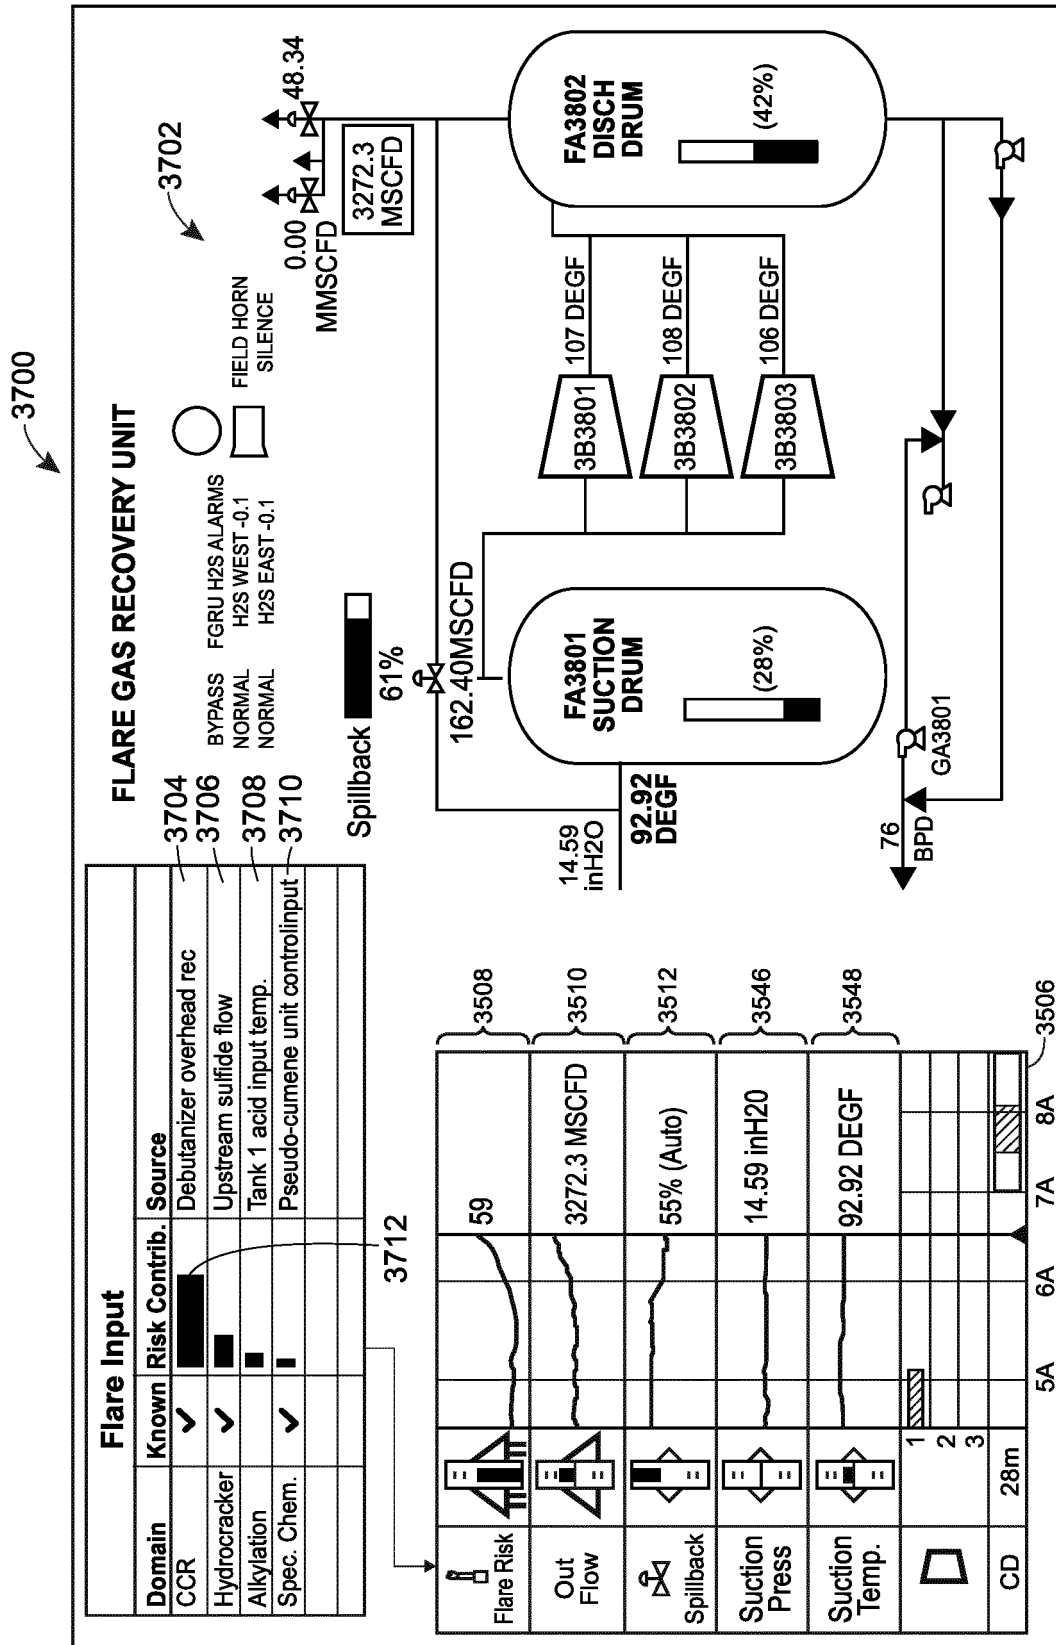 3700
3702
Flare Input
Domain Known Risk Contrib. Source
CCR Debutanizer overhead rec
Hydrocracker Upstream sulfide flow
Alkylation Tank 1 acid input temp.
Spec. Chem. Pseudo-cumene unit controlinput
3704
3706
3708
3710
3712
FLARE GAS RECOVERY UNIT
BYPASS FGRU H2S ALARMS
NORMAL H2S WEST -0.1
NORMAL H2S EAST -0.1
FIELD HORN
SILENCE
Spillback
61%
162.40MSCFD
0.00
MMSCFD
48.34
3272.3
MSCFD
14.59
inH2O
92.92
DEGF
FA3801
SUCTION
DRUM
(28%)
3B3801
107 DEGF
3B3802
108 DEGF
3B3803
106 DEGF
FA3802
DISCH
DRUM
(42%)
76
BPD
GA3801
Flare Risk
59
3508
Out
Flow
3272.3 MSCFD
3510
Spillback
55% (Auto)
3512
Suction
Press
14.59 inH20
3546
Suction
Temp.
92.92 DEGF
3548
1
2
3
CD
28m
5A 6A 7A 8A
3506